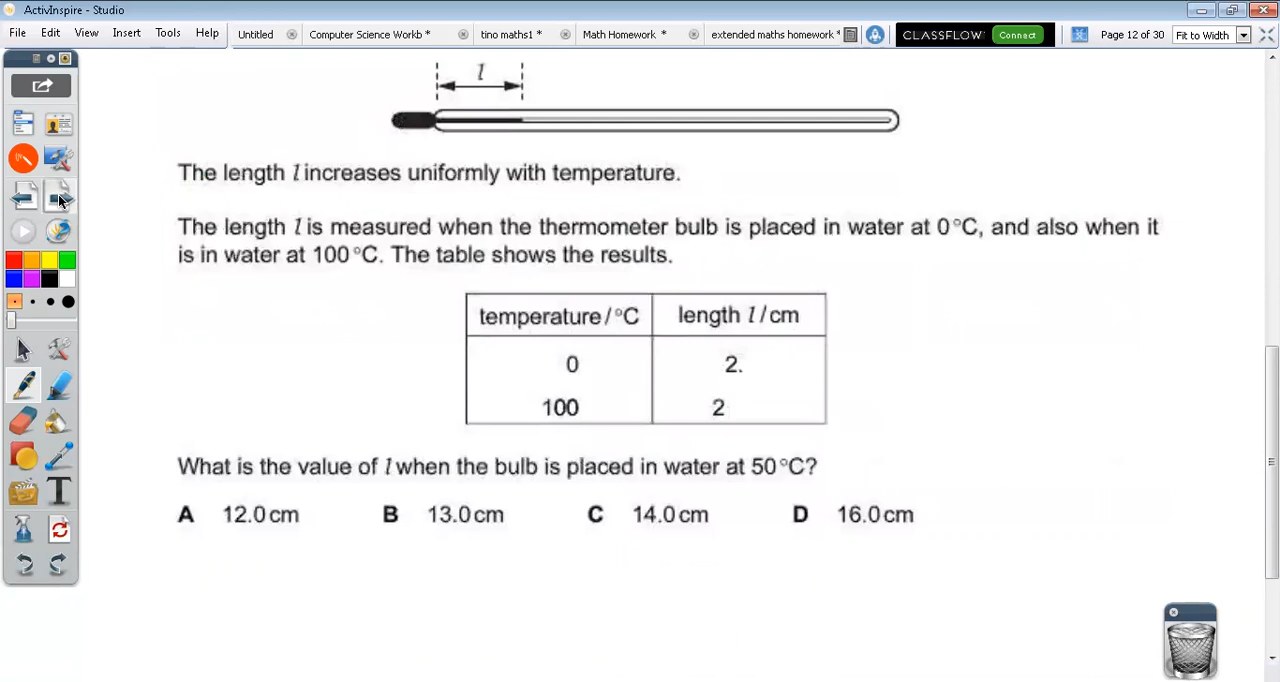 ActivInspire - Studio
File Edit View Insert Tools Help Untitled Computer Science Workb * tino maths1 * Math Homework * extended maths homework * CLASSFLOW Connect Page 12 of 30 Fit to Width
l
The length l increases uniformly with temperature.
The length l is measured when the thermometer bulb is placed in water at 0 °C, and also when it
is in water at 100 °C. The table shows the results.
temperature / °C length l / cm
0 2.
100 2
What is the value of l when the bulb is placed in water at 50 °C?
A 12.0 cm B 13.0 cm C 14.0 cm D 16.0 cm
T